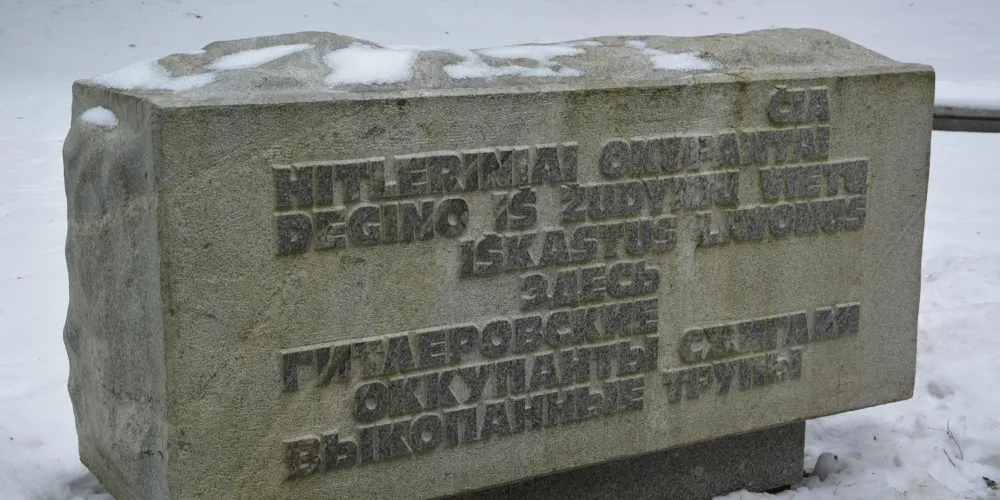 ČIA
HITLERINIAI OKUPANTAI
DEGINO IŠ ŽUDYNIŲ VIETŲ
IŠKASTUS LAVONUS
ЗДЕСЬ
ГИТЛЕРОВСКИЕ
ОККУПАНТЫ СЖИГАЛИ
ВЫКОПАННЫЕ ТРУПЫ